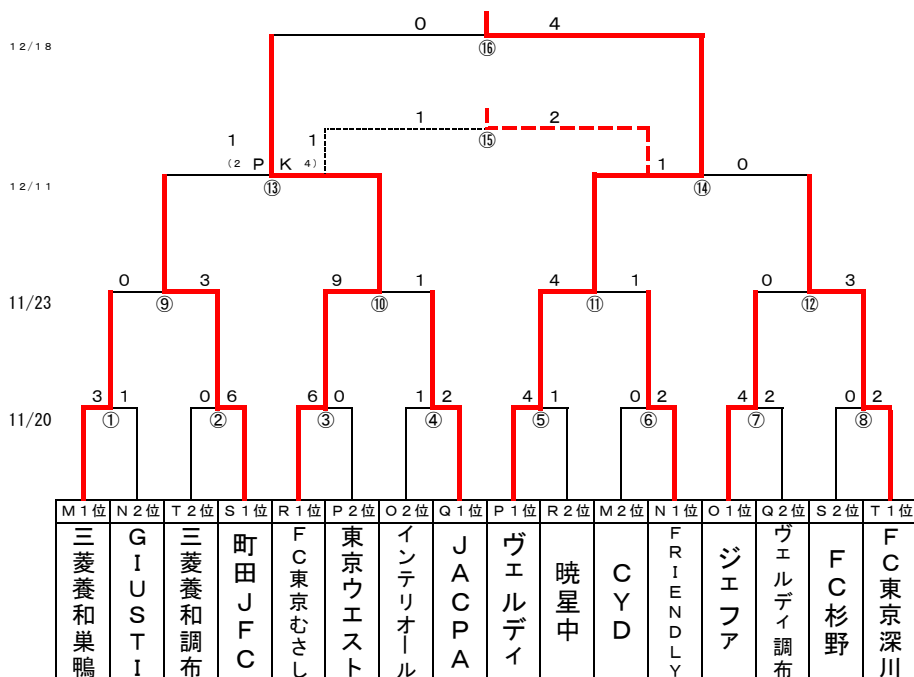 0 4
12/18
⑯
1 2
1 1
⑮
(2 PK 4)
1 0
12/11
⑬ ⑭
0 3 9 1 4 1 0 3
11/23
⑨ ⑩ ⑪ ⑫
3 1 0 6 6 0 1 2 4 1 0 2 4 2 0 2
11/20
① ② ③ ④ ⑤ ⑥ ⑦ ⑧
M1位 N2位 T2位 S1位 R1位 P2位 O2位 Q1位 P1位 R2位 M2位 N1位 O1位 Q2位 S2位 T1位
三菱養和巣鴨
GIUSTI
三菱養和調布
町田JFC
FC東京むさし
東京ウエスト
インテリオール
JACPA
ヴェルディ
暁星中
CYD
FRIENDLY
ジェファ
ヴェルディ調布
FC杉野
FC東京深川